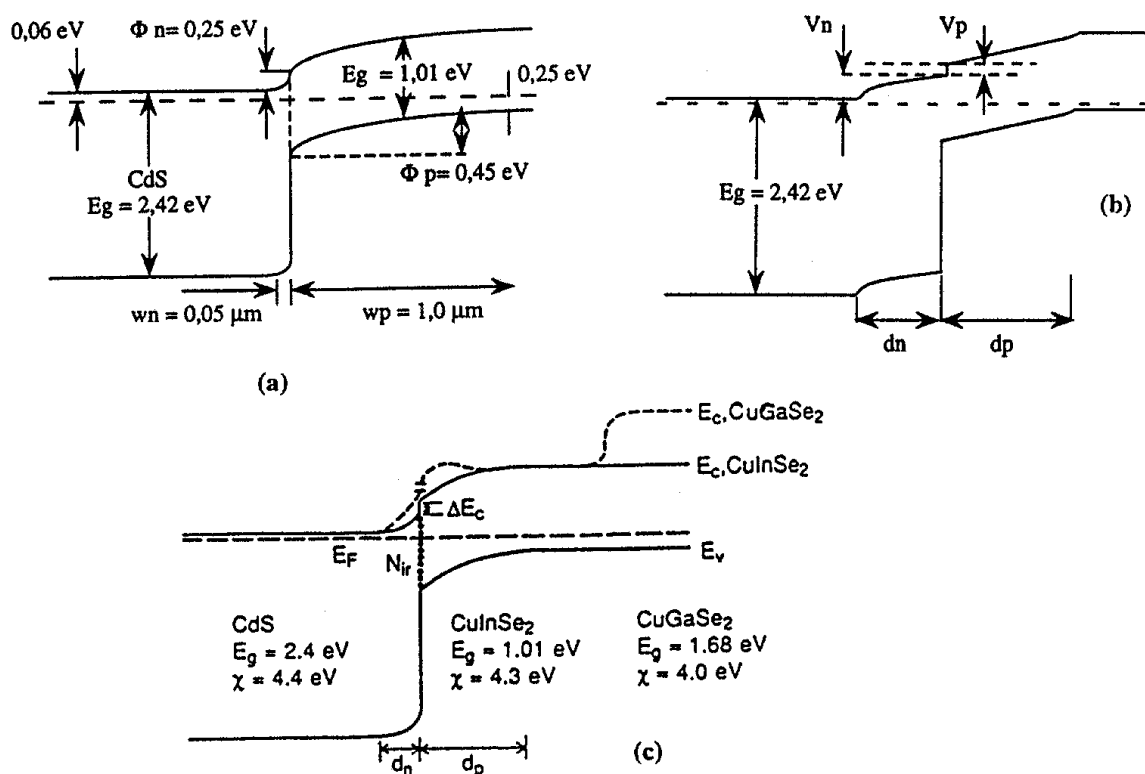 0,06 eV
Φ n= 0,25 eV
Eg = 1,01 eV
0,25 eV
Φ p= 0,45 eV
CdS
Eg = 2,42 eV
wn = 0,05 µm
wp = 1,0 µm
(a)
Vn
Vp
Eg = 2,42 eV
(b)
dn
dp
Ec,CuGaSe2
Ec,CuInSe2
ΔEc
EF
Nir
Ev
CdS
Eg = 2.4 eV
χ = 4.4 eV
CuInSe2
Eg = 1.01 eV
χ = 4.3 eV
CuGaSe2
Eg = 1.68 eV
χ = 4.0 eV
dn
dp
(c)